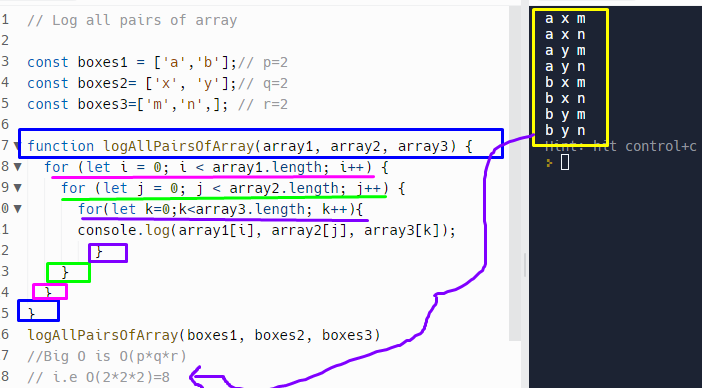 1 // Log all pairs of array
2
3 const boxes1 = ['a','b'];// p=2
4 const boxes2= ['x', 'y'];// q=2
5 const boxes3=['m','n',]; // r=2
6
7 function logAllPairsOfArray(array1, array2, array3) {
8 for (let i = 0; i < array1.length; i++) {
9 for (let j = 0; j < array2.length; j++) {
0 for(let k=0;k<array3.length; k++){
1 console.log(array1[i], array2[j], array3[k]);
2 }
3 }
4 }
5 }
6 logAllPairsOfArray(boxes1, boxes2, boxes3)
7 //Big O is O(p*q*r)
8 // i.e O(2*2*2)=8
a x m
a x n
a y m
a y n
b x m
b x n
b y m
b y n
Hint: hit control+c